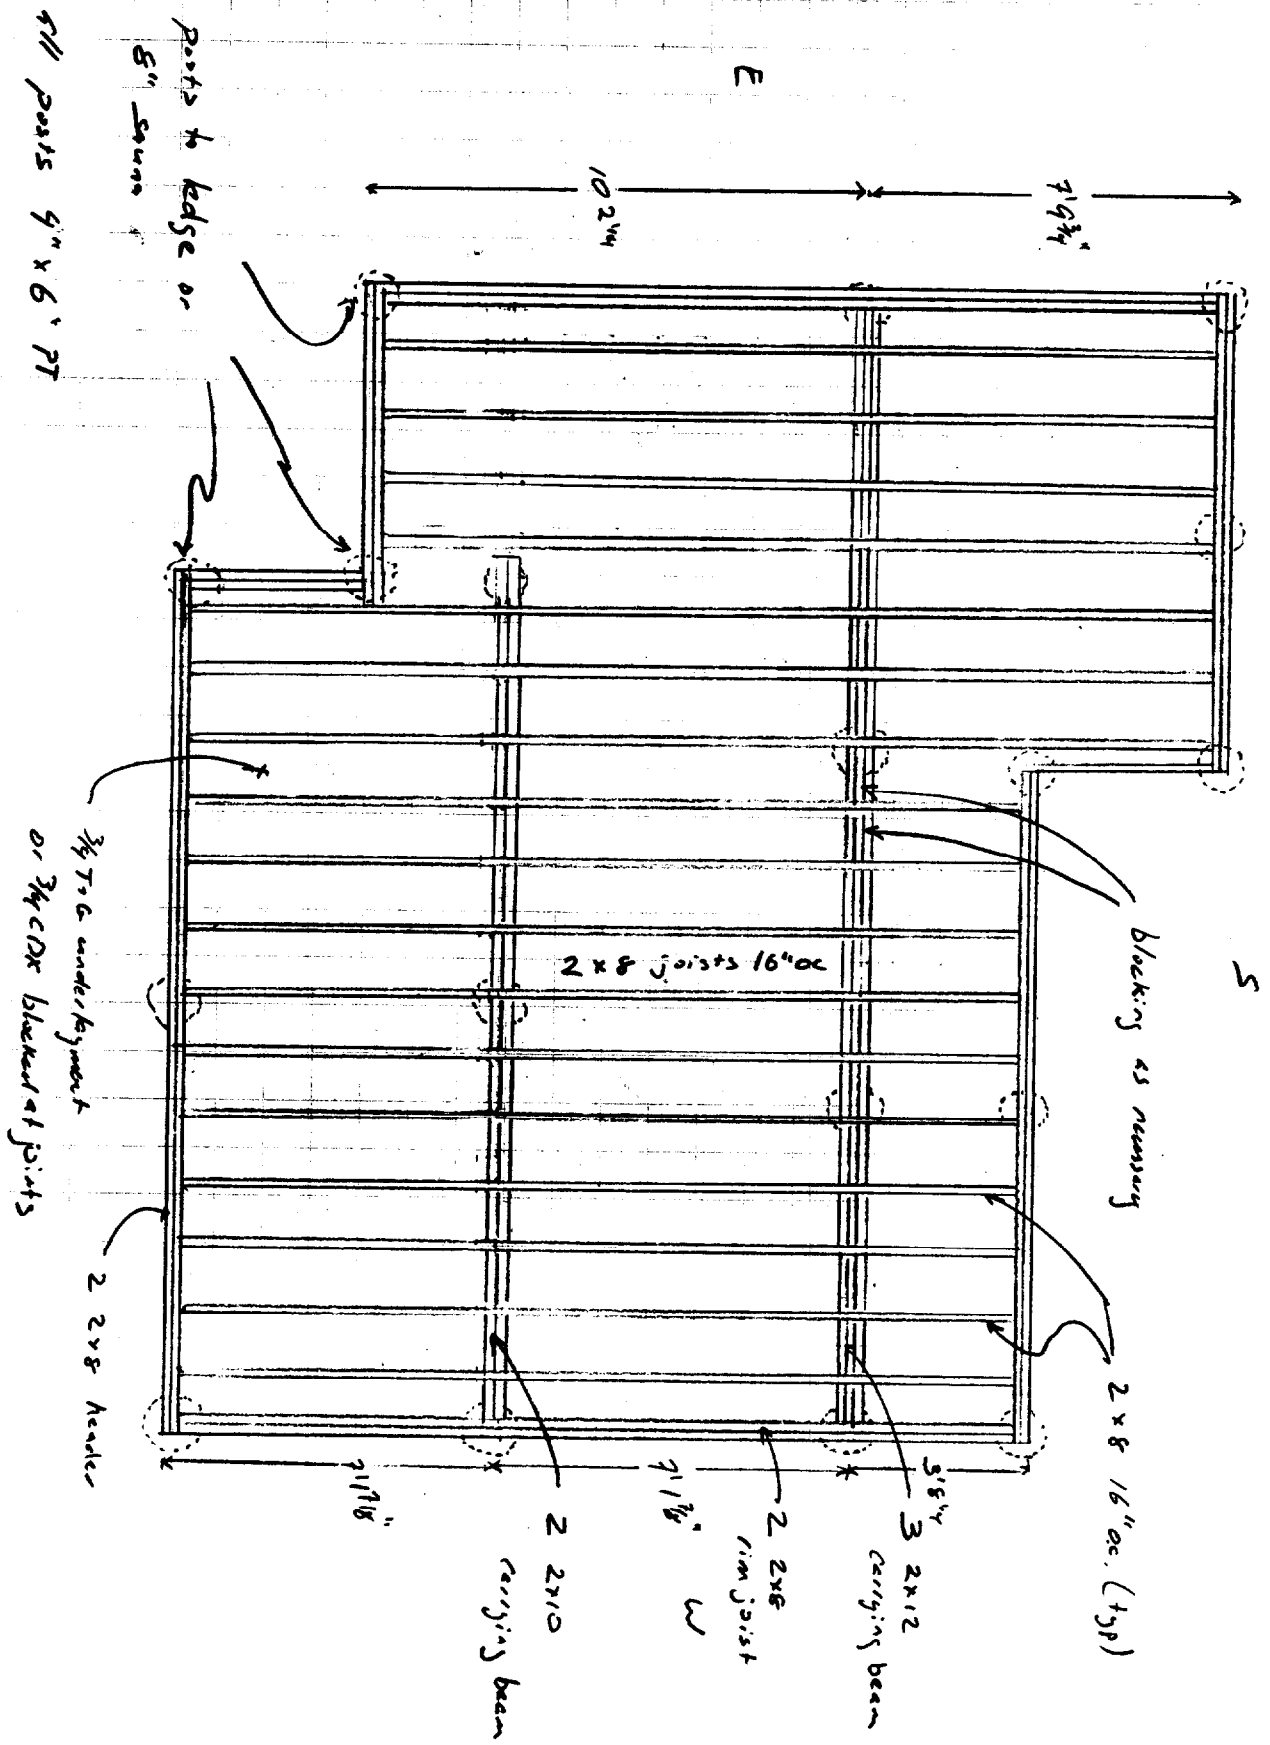 E
S
W
7'9¾"
10 2¼
posts to ledge or
8" sauna
All posts 4" x 6" PT
blocking as necessary
2 x 8 joists 16" oc
2 x 8 16" oc. (typ)
3'8¼
7'1⅞"
7'1⅞"
3 2x12
carrying beam
2 2x8
rim joist
2 2x10
carrying beam
2 2x8 header
¾ T+G underlayment
or ¾ CDX blocked at joints